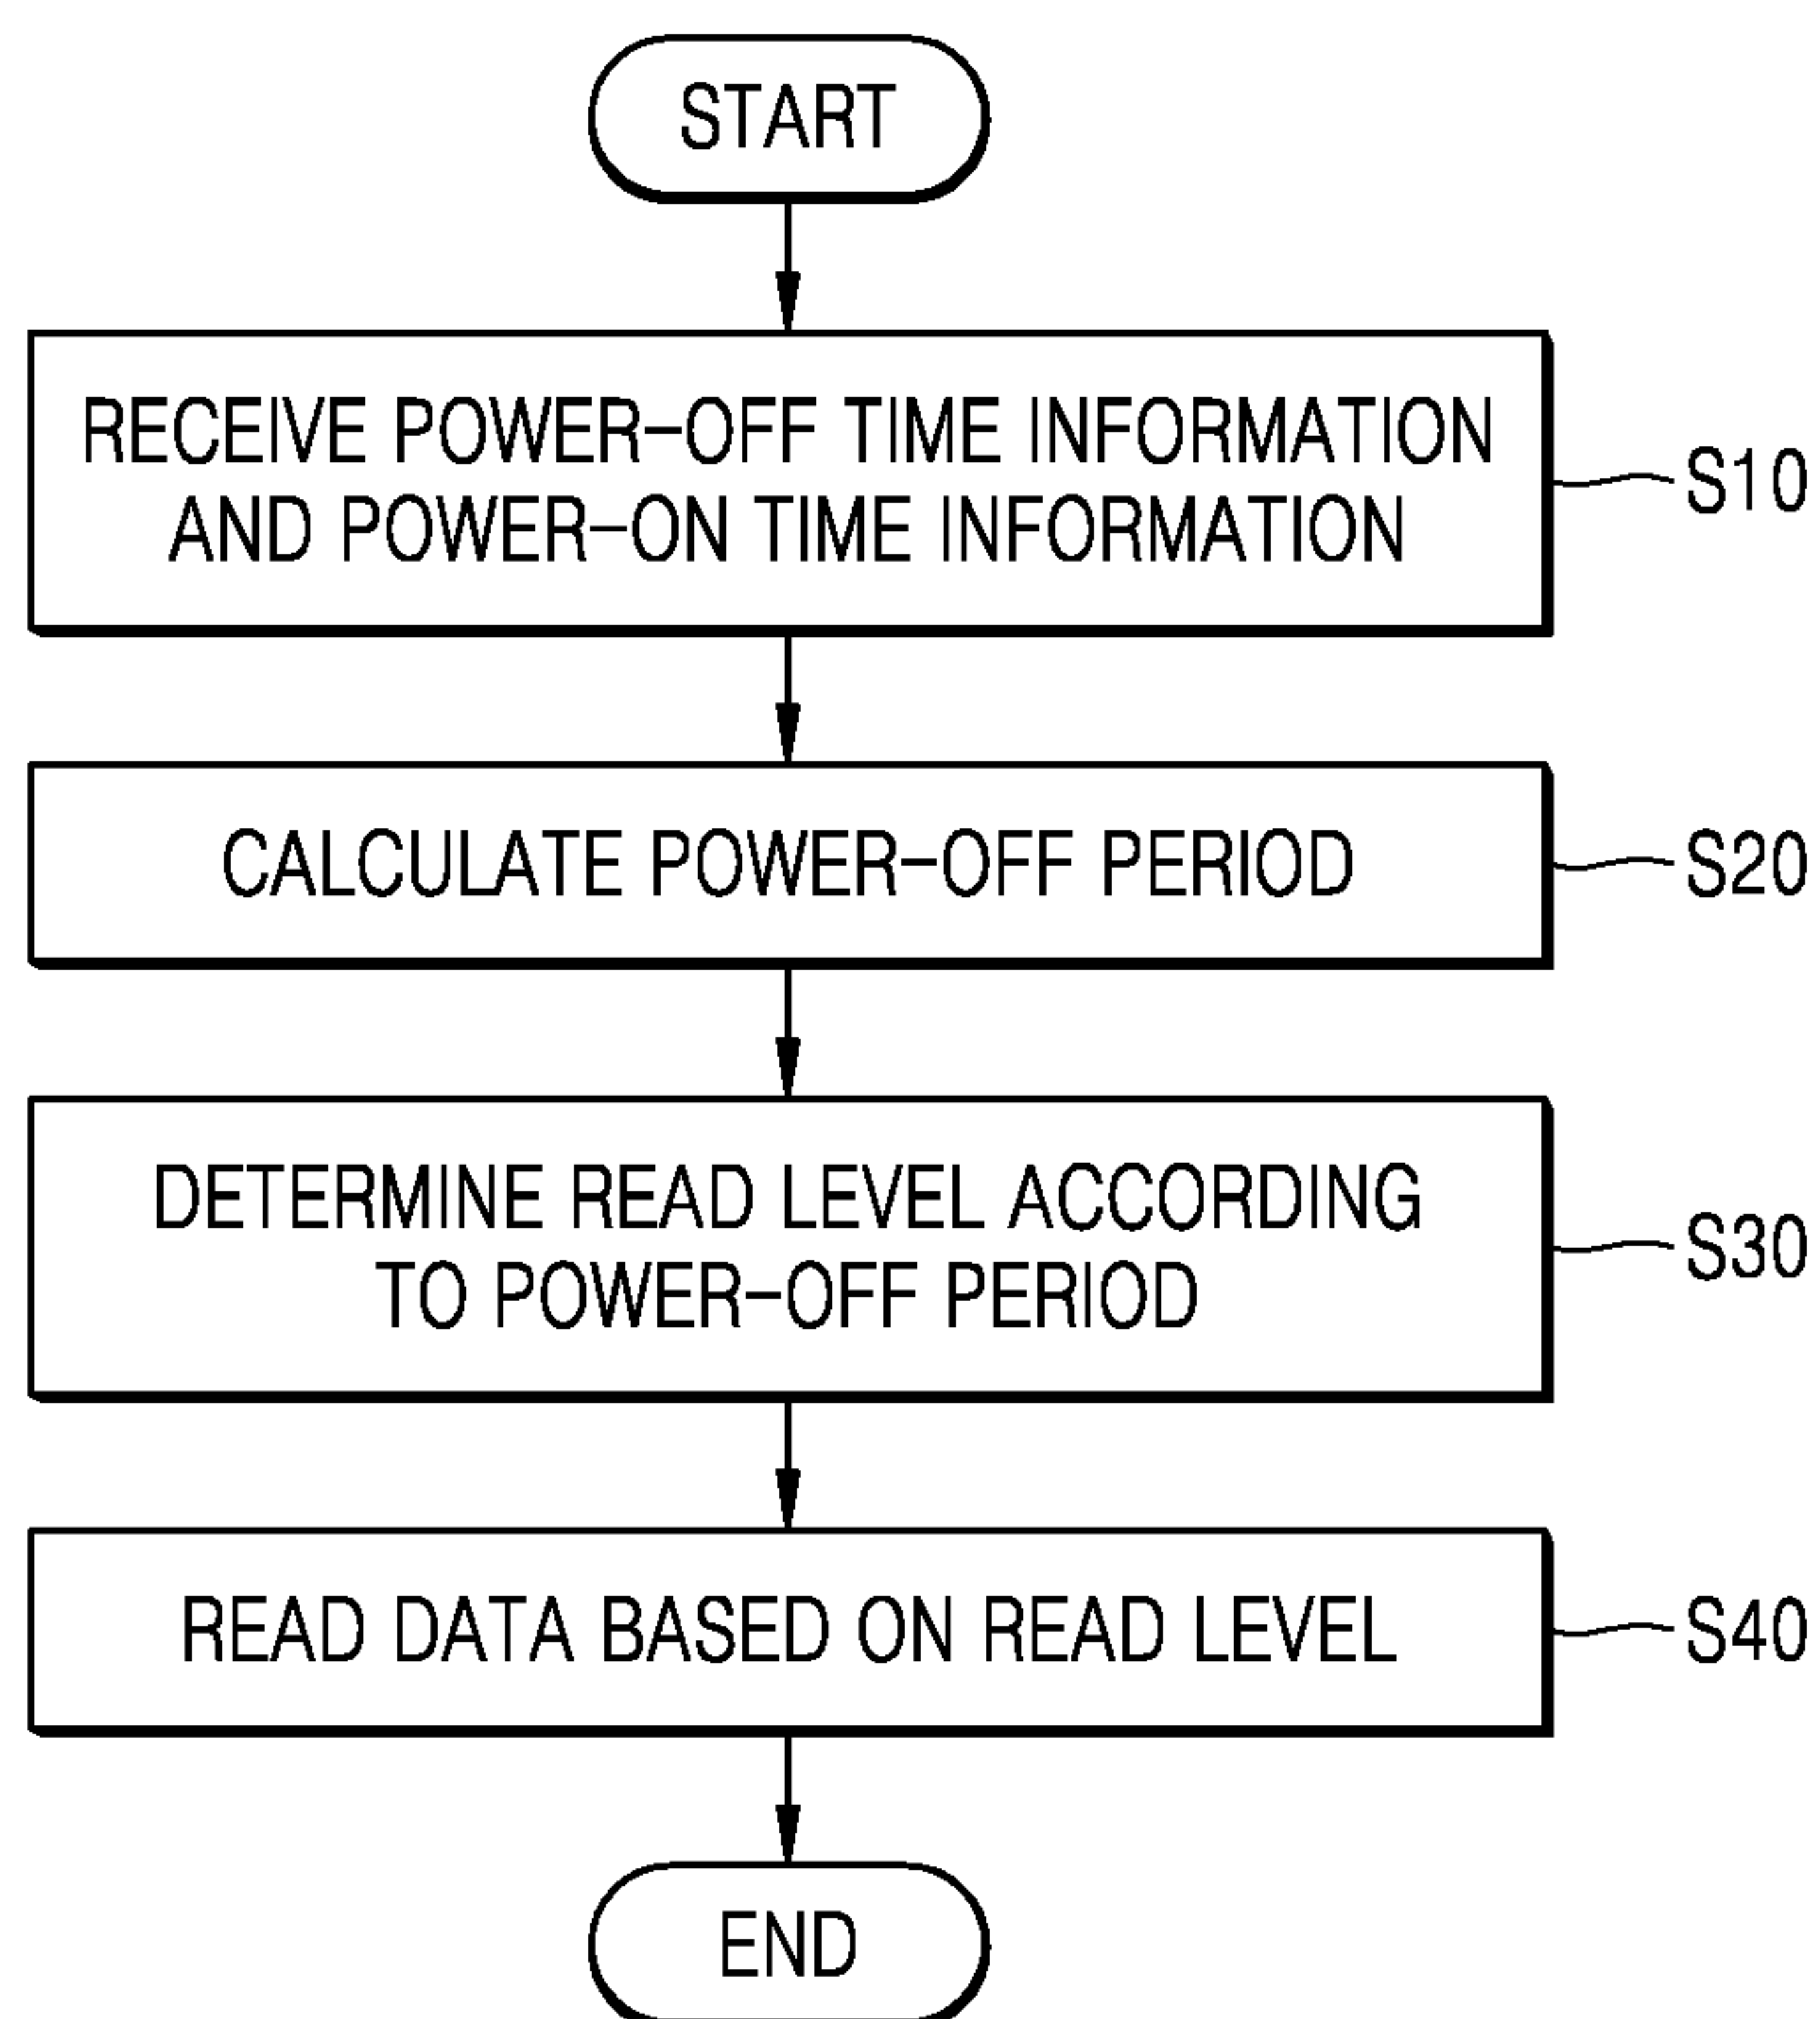 START
RECEIVE POWER-OFF TIME INFORMATION
AND POWER-ON TIME INFORMATION
S10
CALCULATE POWER-OFF PERIOD
S20
DETERMINE READ LEVEL ACCORDING
TO POWER-OFF PERIOD
S30
READ DATA BASED ON READ LEVEL
S40
END